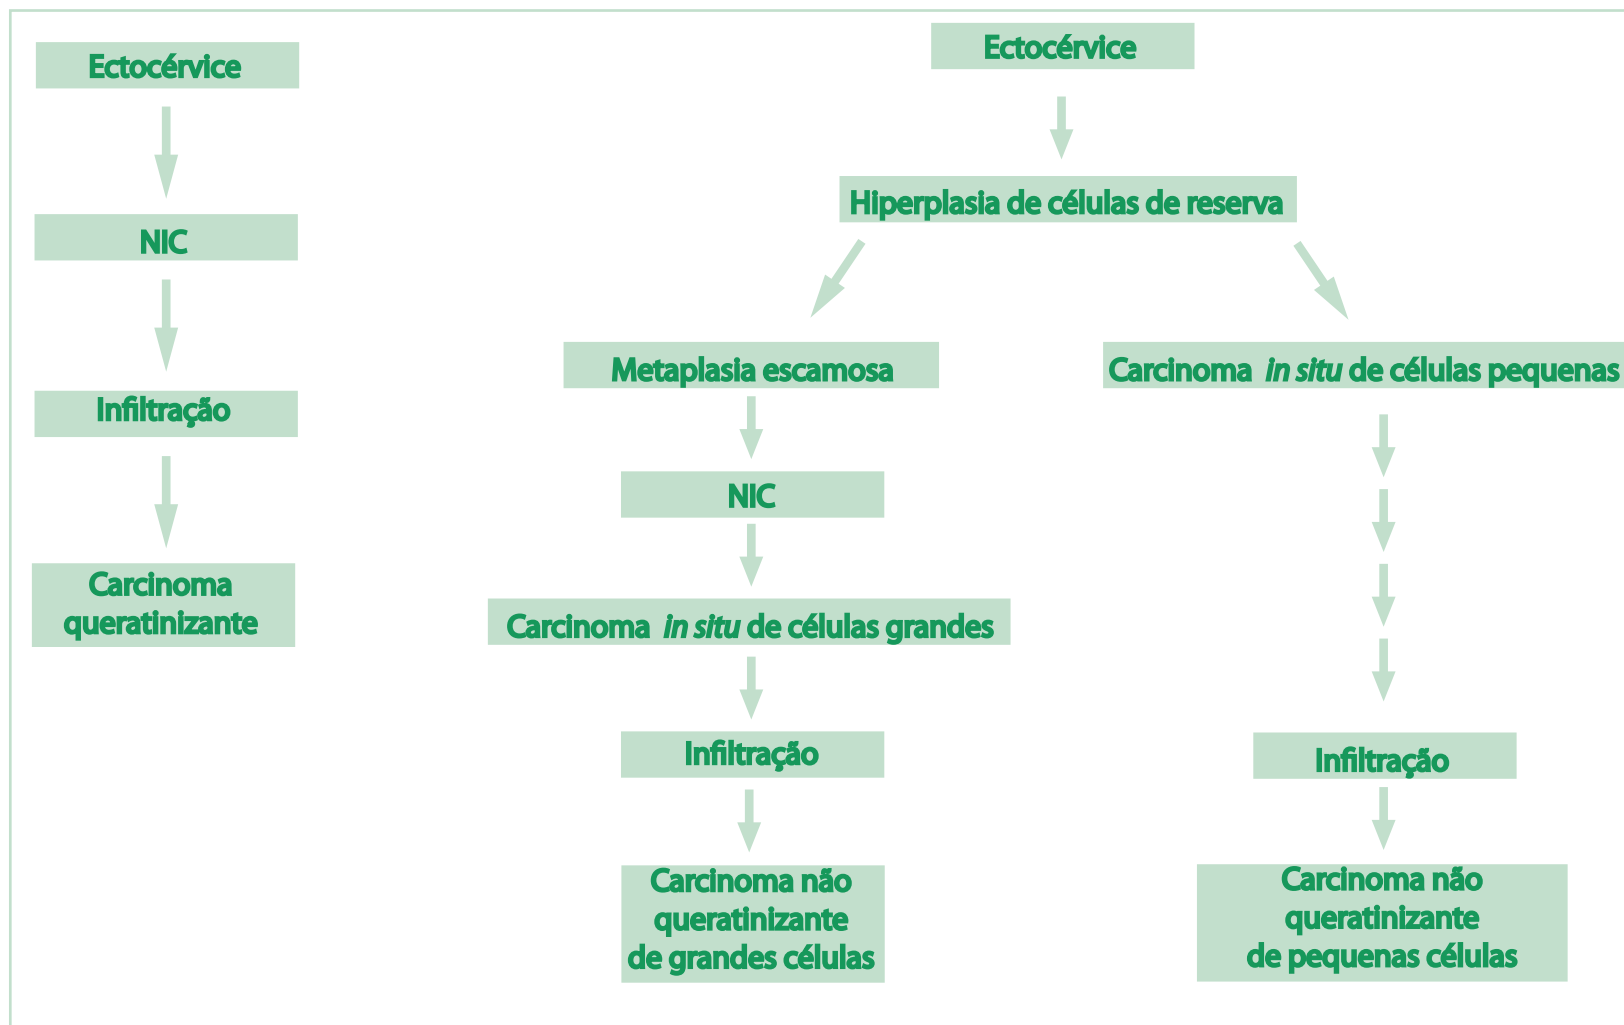 Ectocérvice
NIC
Infiltração
Carcinoma
queratinizante
Ectocérvice
Hiperplasia de células de reserva
Metaplasia escamosa
NIC
Carcinoma in situ de células grandes
Infiltração
Carcinoma não
queratinizante
de grandes células
Carcinoma in situ de células pequenas
Infiltração
Carcinoma não
queratinizante
de pequenas células